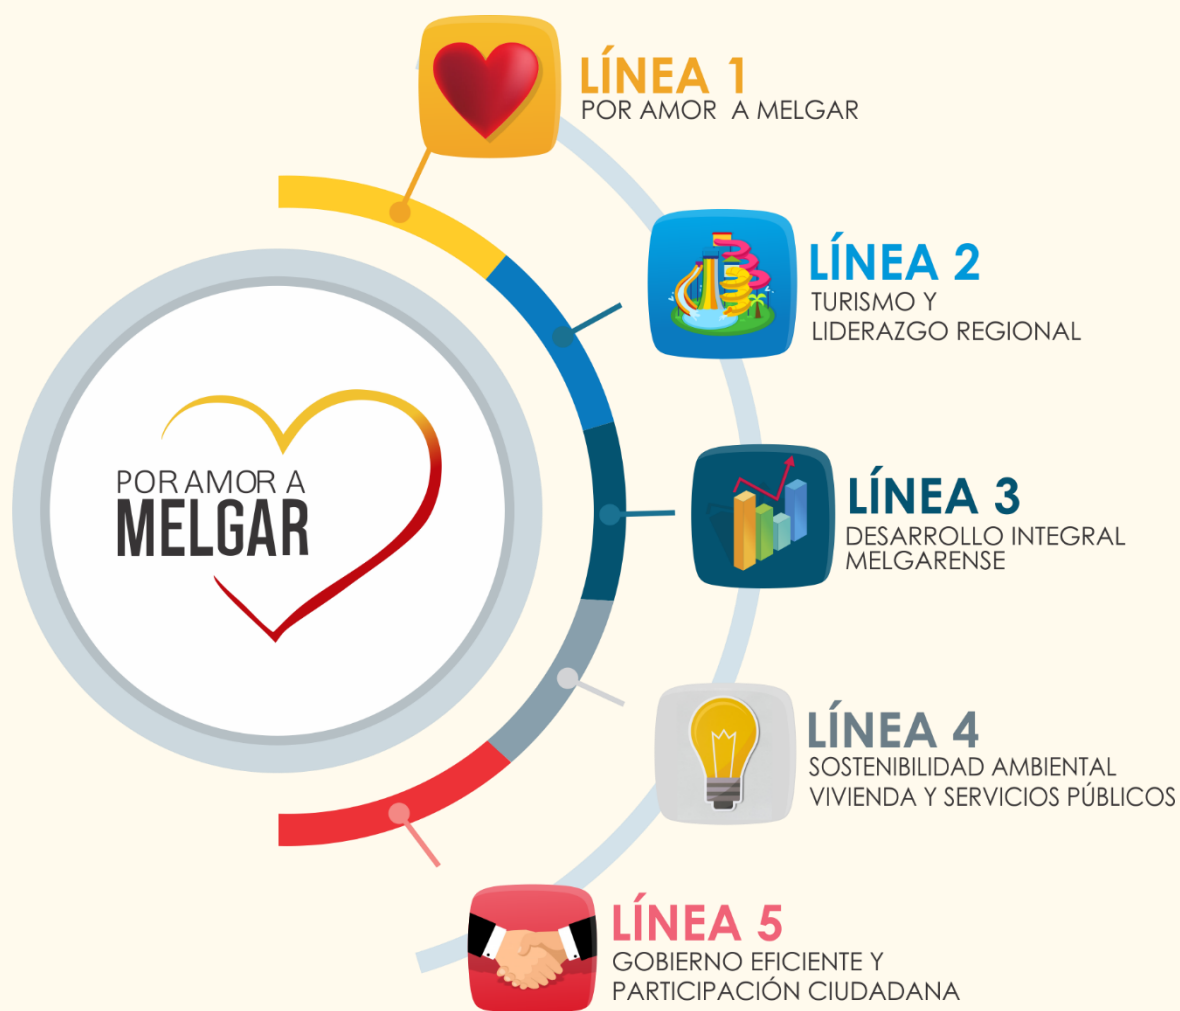 LÍNEA 1
POR AMOR A MELGAR
LÍNEA 2
TURISMO Y
LIDERAZGO REGIONAL
POR AMOR A
MELGAR
LÍNEA 3
DESARROLLO INTEGRAL
MELGARENSE
LÍNEA 4
SOSTENIBILIDAD AMBIENTAL
VIVIENDA Y SERVICIOS PÚBLICOS
LÍNEA 5
GOBIERNO EFICIENTE Y
PARTICIPACIÓN CIUDADANA